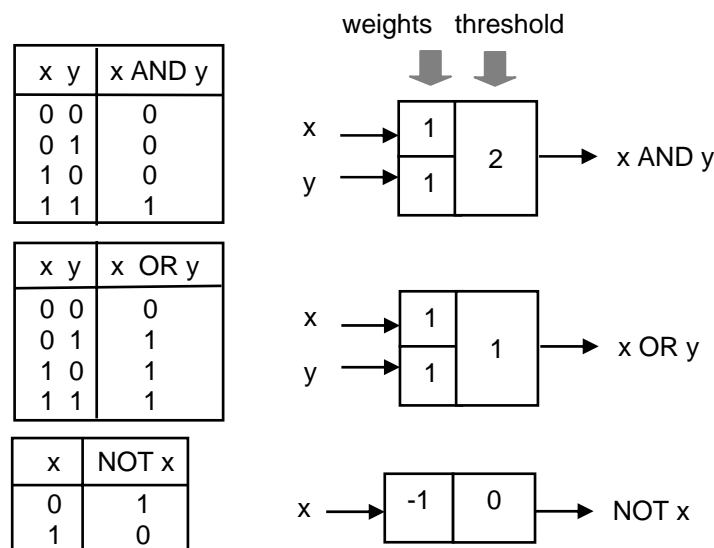 weights threshold
x y x AND y
0 0 0
0 1 0
1 0 0
1 1 1
x
y
1
1
2
x AND y
x y x OR y
0 0 0
0 1 1
1 0 1
1 1 1
x
y
1
1
1
x OR y
x NOT x
0 1
1 0
x
-1 0
NOT x